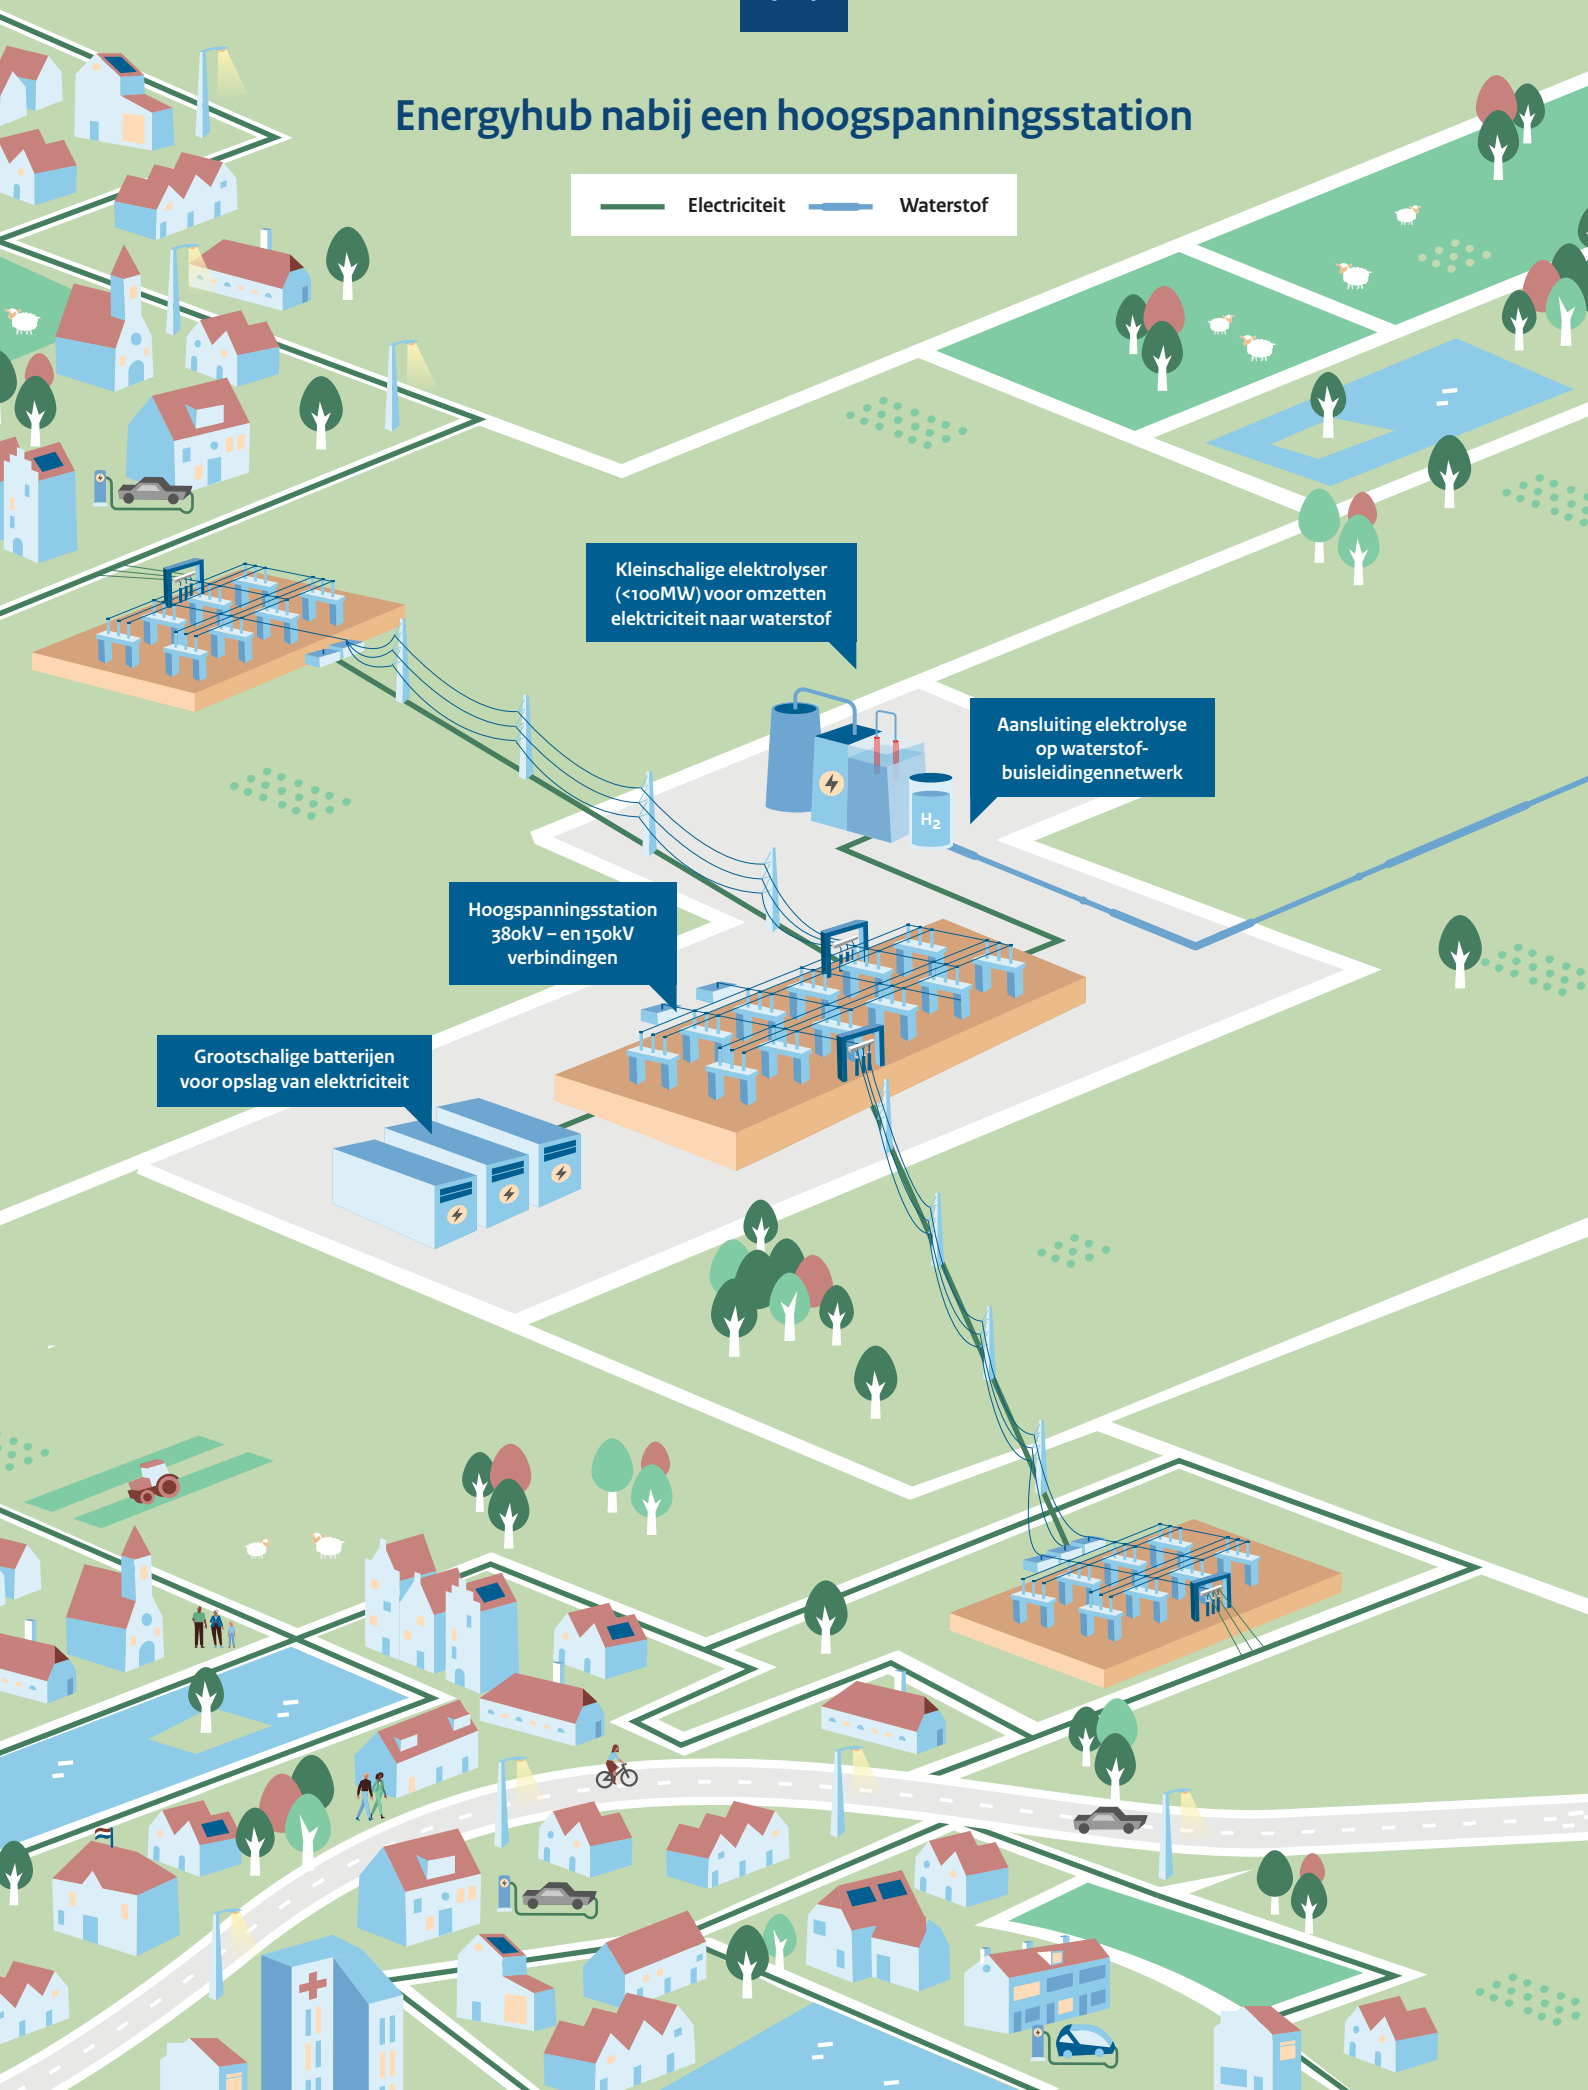 Energyhub nabij een hoogspanningsstation
Electriciteit
Waterstof
Kleinschalige elektrolyser
(<100MW) voor omzetten
elektriciteit naar waterstof
Aansluiting elektrolyse
op waterstof-
buisleidingennetwerk
H₂
Hoogspanningsstation
380kV – en 150kV
verbindingen
Grootschalige batterijen
voor opslag van elektriciteit